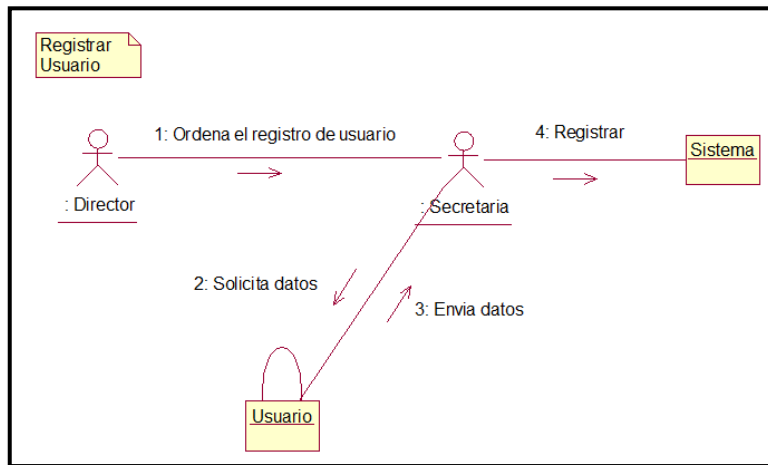 Registrar
Usuario
1: Ordena el registro de usuario
4: Registrar
Sistema
: Director
: Secretaria
2: Solicita datos
3: Envia datos
Usuario